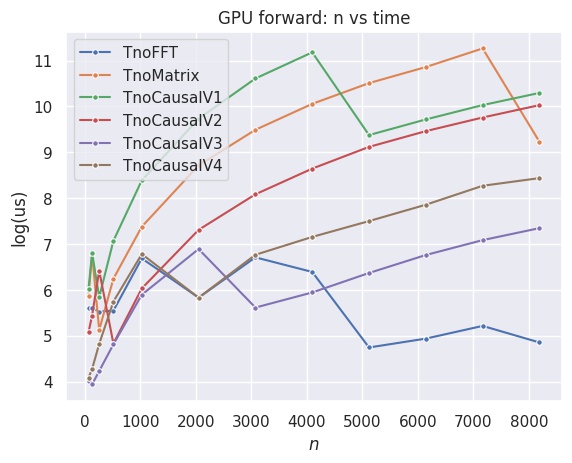 GPU forward: n vs time
TnoFFT
TnoMatrix
TnoCausalV1
TnoCausalV2
TnoCausalV3
TnoCausalV4
log(us)
11
10
9
8
7
6
5
4
0 1000 2000 3000 4000 5000 6000 7000 8000
n